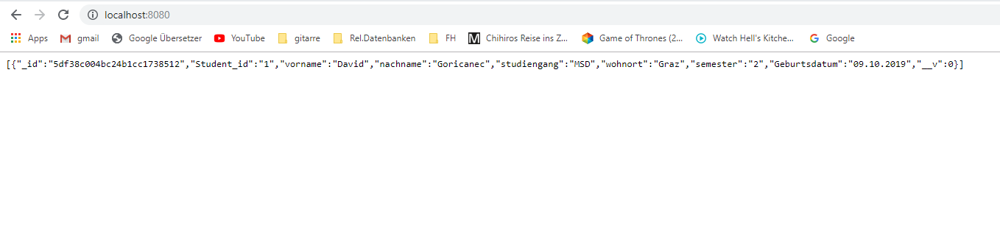 localhost:8080
Apps gmail Google Übersetzer YouTube gitarre Rel.Datenbanken FH Chihiros Reise ins Z... Game of Thrones (2... Watch Hell's Kitche... Google
[{"_id":"5df38c004bc24b1cc1738512","Student_id":"1","vorname":"David","nachname":"Goricanec","studiengang":"MSD","wohnort":"Graz","semester":"2","Geburtsdatum":"09.10.2019","__v":0}]